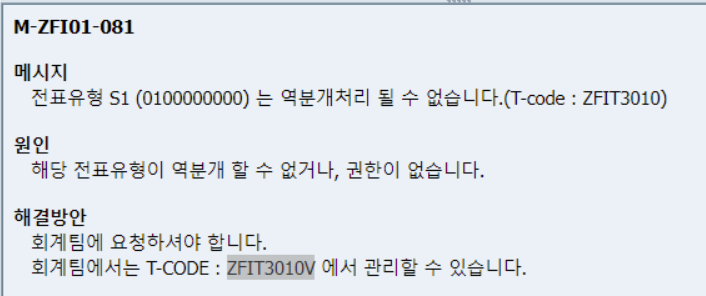 M-ZFI01-081
메시지
전표유형 S1 (0100000000) 는 역분개처리 될 수 없습니다.(T-code : ZFIT3010)
원인
해당 전표유형이 역분개 할 수 없거나, 권한이 없습니다.
해결방안
회계팀에 요청하셔야 합니다.
회계팀에서는 T-CODE : ZFIT3010V 에서 관리할 수 있습니다.